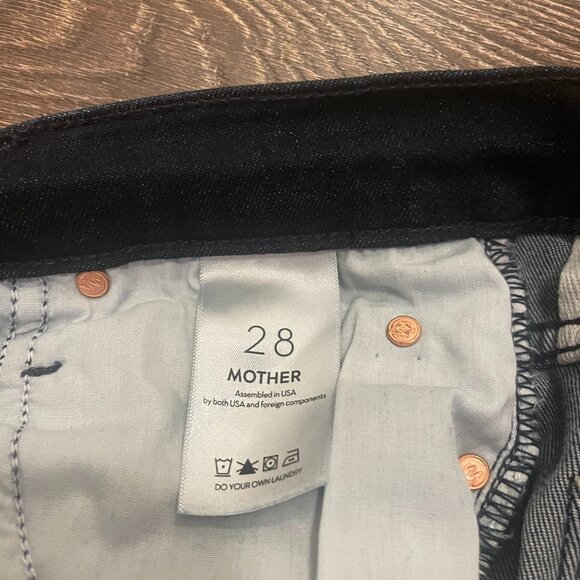 28
MOTHER
Assembled in USA
by both USA and foreign components
DO YOUR OWN LAUNDRY